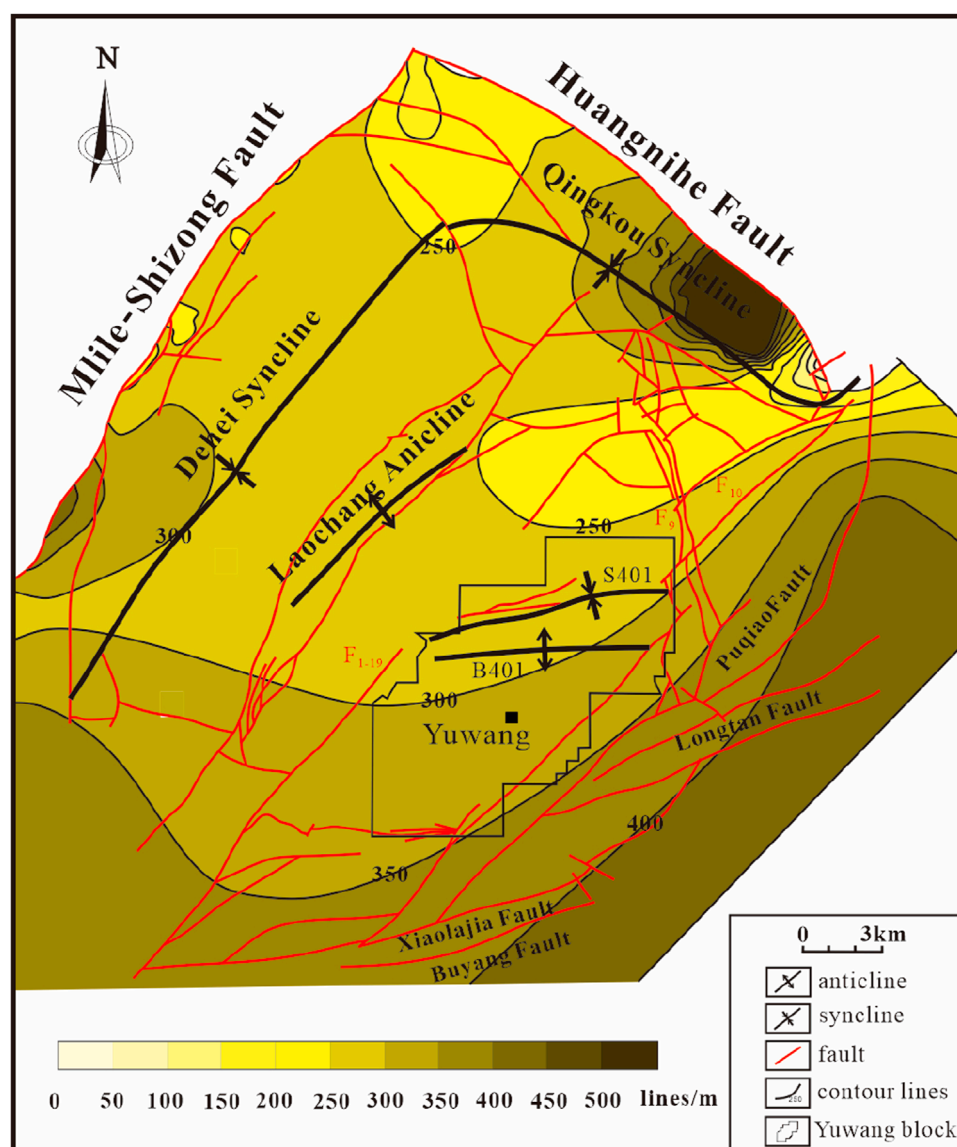 N
Mlile-Shizong Fault
Huangnihe Fault
Qingkou Syncline
250
Dehei Syncline
Laochang Anicline
F10
F9
300
250
S401
PuqiaoFault
F1-19
B401
300
Yuwang
Longtan Fault
400
350
Xiaolajia Fault
Buyang Fault
0 3km
anticline
syncline
fault
250
contour lines
Yuwang block
0 50 100 150 200 250 300 350 400 450 500 lines/m